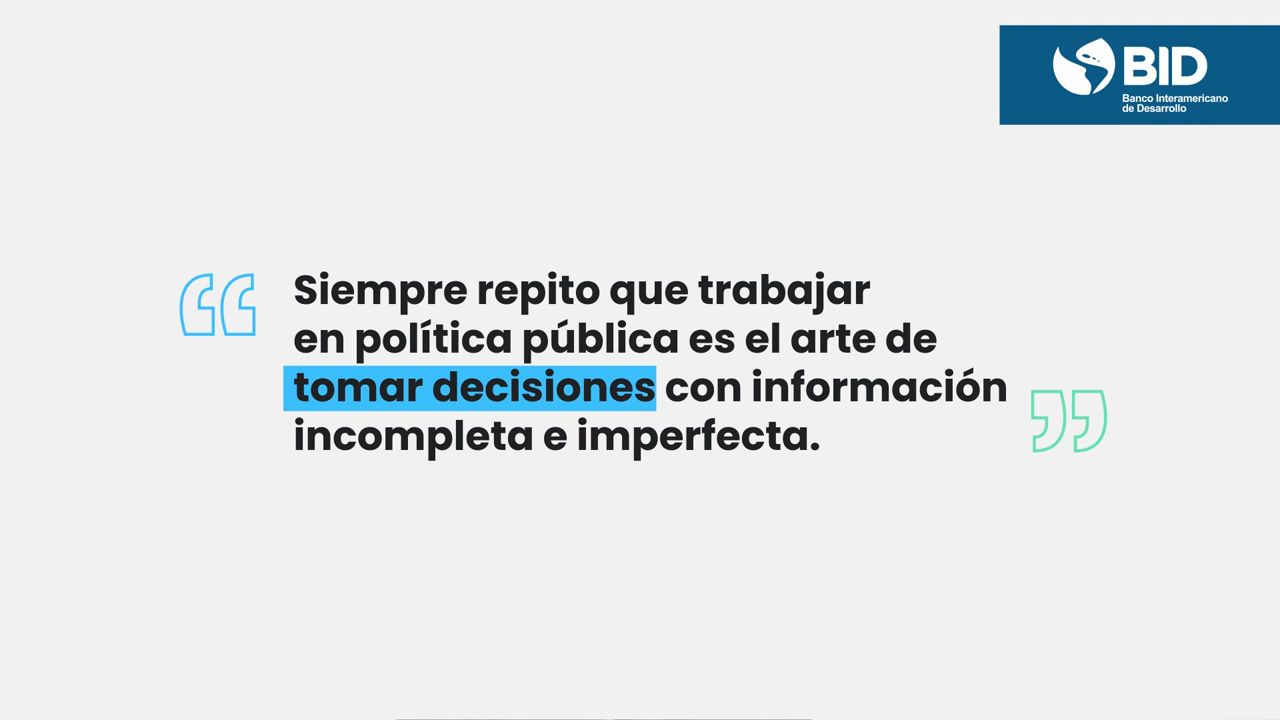 BID
Banco Interamericano
de Desarrollo
“Siempre repito que trabajar
en política pública es el arte de
tomar decisiones con información
incompleta e imperfecta.”